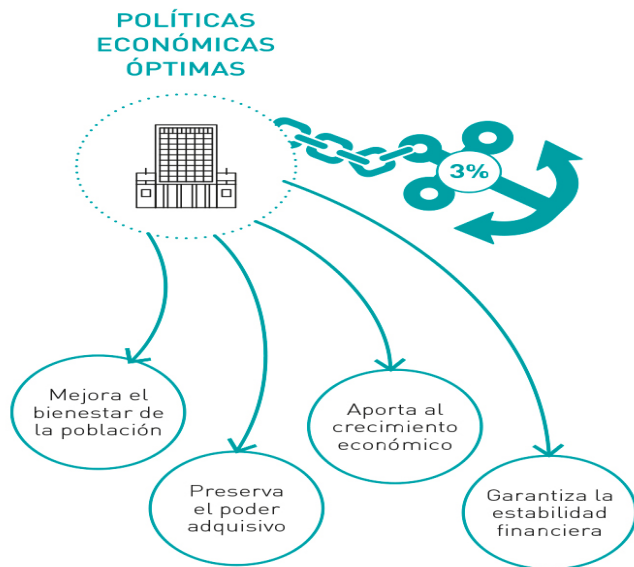 POLÍTICAS
ECONÓMICAS
ÓPTIMAS
3%
Mejora el
bienestar de
la población
Preserva
el poder
adquisivo
Aporta al
crecimiento
económico
Garantiza la
estabilidad
financiera